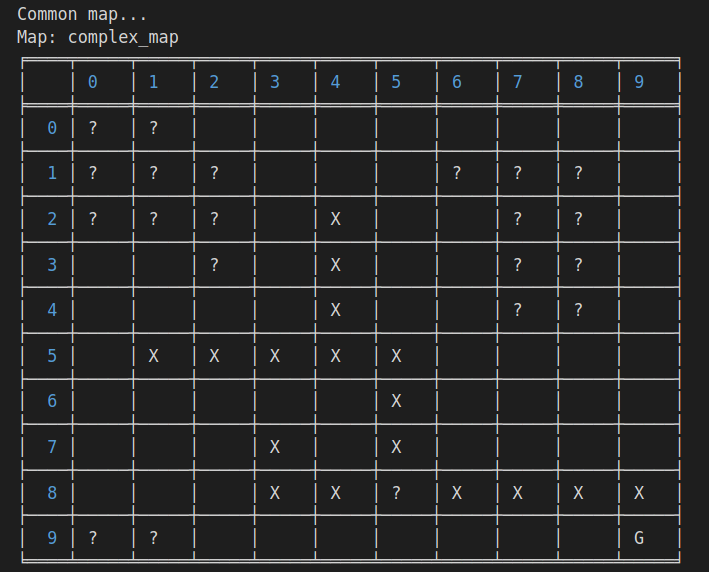 Common map...
Map: complex_map
0 1 2 3 4 5 6 7 8 9
0 ? ?
1 ? ? ? ? ? ?
2 ? ? ? X ? ?
3 ? X ? ?
4 X ? ?
5 X X X X X
6 X
7 X X
8 X X ? X X X X
9 ? ? G